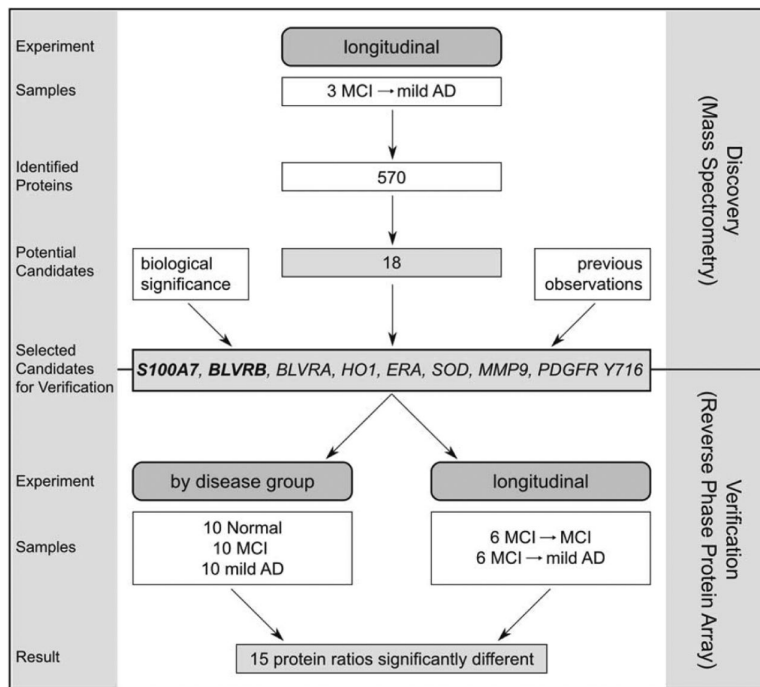 Experiment
longitudinal
Samples
3 MCI → mild AD
Identified
Proteins
570
Potential
Candidates
biological
significance
18
previous
observations
Discovery
(Mass Spectrometry)
Selected
Candidates
for Verification
S100A7, BLVRB, BLVRA, HO1, ERA, SOD, MMP9, PDGFR Y716
Experiment
by disease group
longitudinal
Samples
10 Normal
10 MCI
10 mild AD
6 MCI → MCI
6 MCI → mild AD
Verification
(Reverse Phase Protein Array)
Result
15 protein ratios significantly different